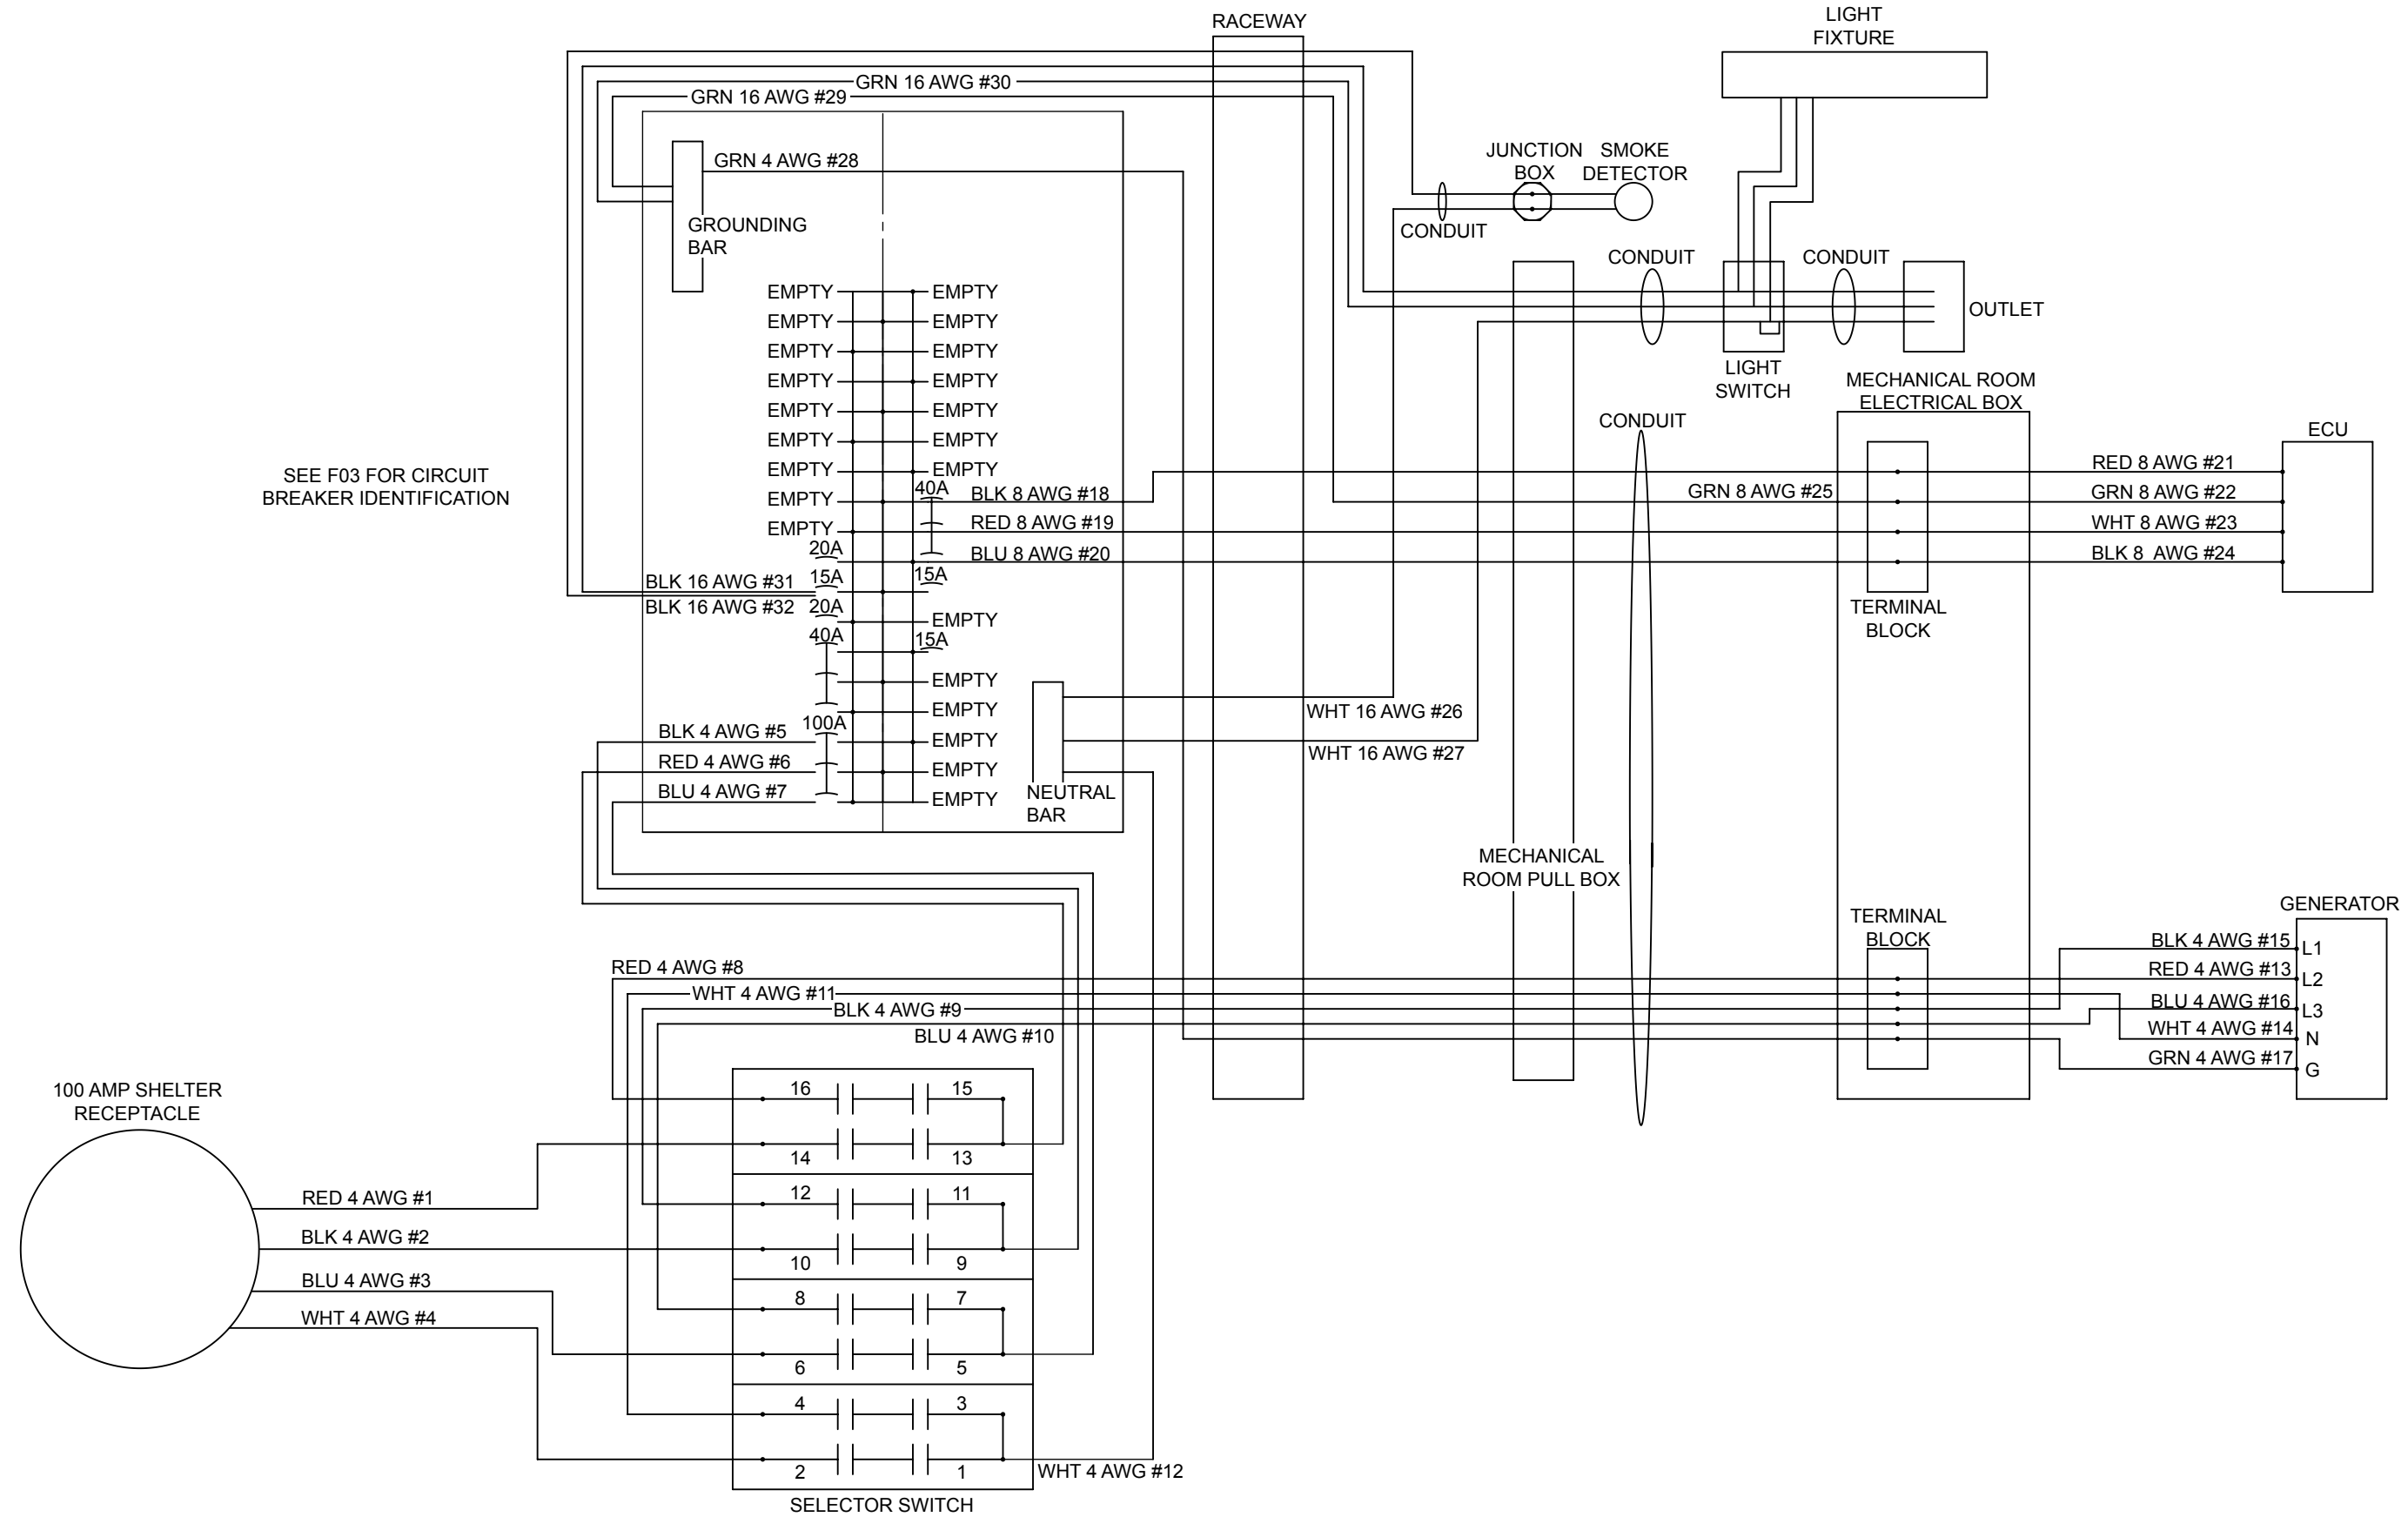 RACEWAY
LIGHT
FIXTURE
GRN 16 AWG #30
GRN 16 AWG #29
GRN 4 AWG #28
GROUNDING
BAR
JUNCTION
BOX
SMOKE
DETECTOR
CONDUIT
CONDUIT
CONDUIT
OUTLET
LIGHT
SWITCH
EMPTY EMPTY
EMPTY EMPTY
EMPTY EMPTY
EMPTY EMPTY
EMPTY EMPTY
EMPTY EMPTY
EMPTY EMPTY
EMPTY 40A BLK 8 AWG #18
EMPTY RED 8 AWG #19
20A BLU 8 AWG #20
BLK 16 AWG #31 15A 15A
BLK 16 AWG #32 20A EMPTY
40A 15A
EMPTY
EMPTY
100A
BLK 4 AWG #5 EMPTY
RED 4 AWG #6 EMPTY
BLU 4 AWG #7 EMPTY
NEUTRAL
BAR
SEE F03 FOR CIRCUIT
BREAKER IDENTIFICATION
WHT 16 AWG #26
WHT 16 AWG #27
CONDUIT
MECHANICAL ROOM
ELECTRICAL BOX
ECU
RED 8 AWG #21
GRN 8 AWG #25
GRN 8 AWG #22
WHT 8 AWG #23
BLK 8 AWG #24
TERMINAL
BLOCK
MECHANICAL
ROOM PULL BOX
TERMINAL
BLOCK
GENERATOR
BLK 4 AWG #15 L1
RED 4 AWG #13 L2
BLU 4 AWG #16 L3
WHT 4 AWG #14 N
GRN 4 AWG #17 G
RED 4 AWG #8
WHT 4 AWG #11
BLK 4 AWG #9
BLU 4 AWG #10
100 AMP SHELTER
RECEPTACLE
RED 4 AWG #1
BLK 4 AWG #2
BLU 4 AWG #3
WHT 4 AWG #4
16 15
14 13
12 11
10 9
8 7
6 5
4 3
2 1
WHT 4 AWG #12
SELECTOR SWITCH